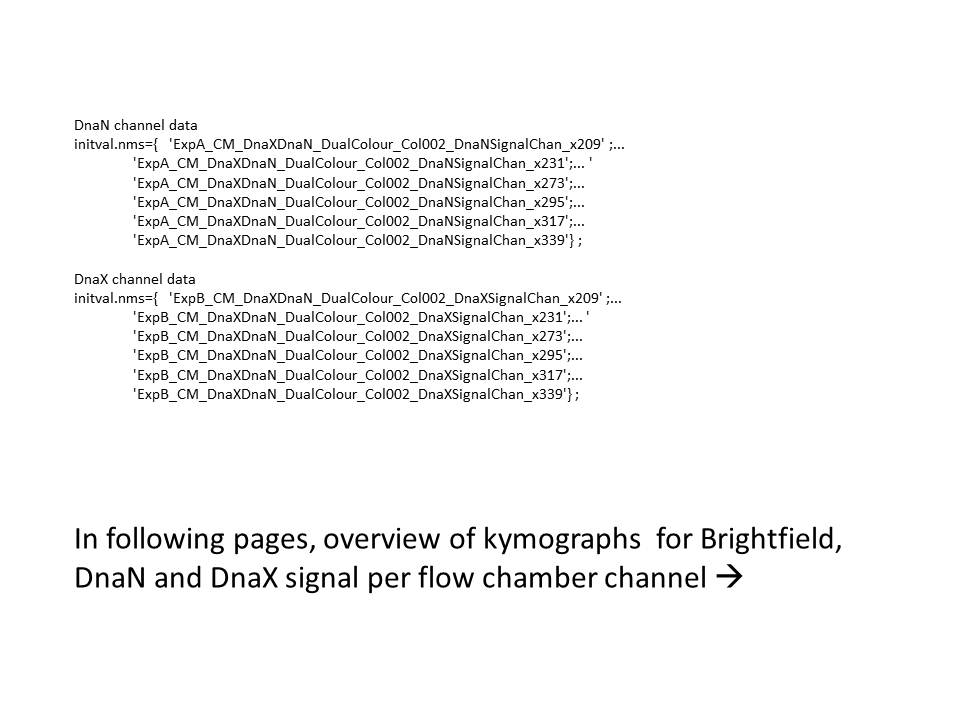 DnaN channel data
initval.nms={ 'ExpA_CM_DnaXDnaN_DualColour_Col002_DnaNSignalChan_x209' ;...
'ExpA_CM_DnaXDnaN_DualColour_Col002_DnaNSignalChan_x231';... '
'ExpA_CM_DnaXDnaN_DualColour_Col002_DnaNSignalChan_x273';...
'ExpA_CM_DnaXDnaN_DualColour_Col002_DnaNSignalChan_x295';...
'ExpA_CM_DnaXDnaN_DualColour_Col002_DnaNSignalChan_x317';...
'ExpA_CM_DnaXDnaN_DualColour_Col002_DnaNSignalChan_x339'} ;
DnaX channel data
initval.nms={ 'ExpB_CM_DnaXDnaN_DualColour_Col002_DnaXSignalChan_x209' ;...
'ExpB_CM_DnaXDnaN_DualColour_Col002_DnaXSignalChan_x231';... '
'ExpB_CM_DnaXDnaN_DualColour_Col002_DnaXSignalChan_x273';...
'ExpB_CM_DnaXDnaN_DualColour_Col002_DnaXSignalChan_x295';...
'ExpB_CM_DnaXDnaN_DualColour_Col002_DnaXSignalChan_x317';...
'ExpB_CM_DnaXDnaN_DualColour_Col002_DnaXSignalChan_x339'} ;
In following pages, overview of kymographs for Brightfield,
DnaN and DnaX signal per flow chamber channel →